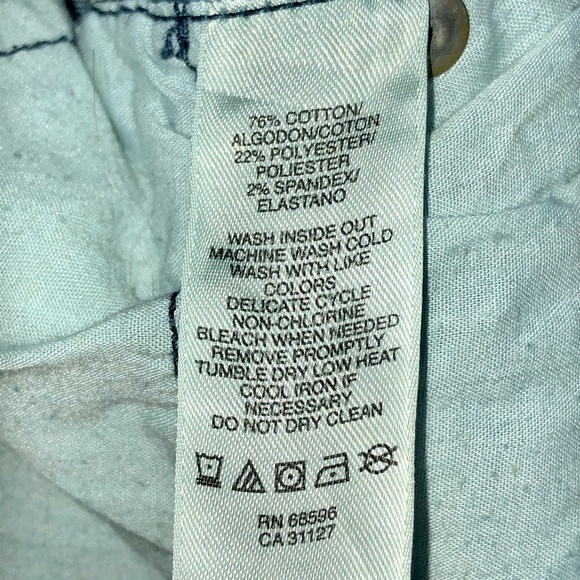 76% COTTON/
ALGODON/COTON
22% POLYESTER/
POLIESTER
2% SPANDEX/
ELASTANO
WASH INSIDE OUT
MACHINE WASH COLD
WASH WITH LIKE
COLORS
DELICATE CYCLE
NON-CHLORINE
BLEACH WHEN NEEDED
REMOVE PROMPTLY
TUMBLE DRY LOW HEAT
COOL IRON IF
NECESSARY
DO NOT DRY CLEAN
RN 68596
CA 31127